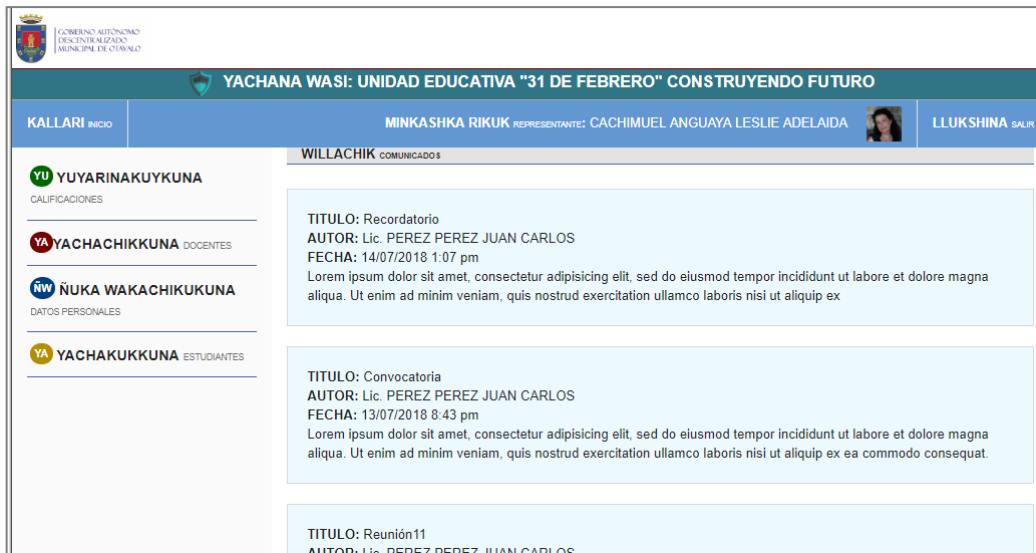 GOBIERNO AUTÓNOMO
DESCENTRALIZADO
MUNICIPAL DE OTAVALO
YACHANA WASI: UNIDAD EDUCATIVA "31 DE FEBRERO" CONSTRUYENDO FUTURO
KALLARI INICIO
MINKASHKA RIKUK REPRESENTANTE: CACHIMUEL ANGUAYA LESLIE ADELAIDA
LLUKSHINA SALIR
YU YUYARINAKUYKUNA
CALIFICACIONES
YA YACHACHIKKUNA DOCENTES
ÑW ÑUKA WAKACHIKUKUNA
DATOS PERSONALES
YA YACHAKUKKUNA ESTUDIANTES
WILLACHIK COMUNICADOS
TITULO: Recordatorio
AUTOR: Lic. PEREZ PEREZ JUAN CARLOS
FECHA: 14/07/2018 1:07 pm
Lorem ipsum dolor sit amet, consectetur adipisicing elit, sed do eiusmod tempor incididunt ut labore et dolore magna
aliqua. Ut enim ad minim veniam, quis nostrud exercitation ullamco laboris nisi ut aliquip ex
TITULO: Convocatoria
AUTOR: Lic. PEREZ PEREZ JUAN CARLOS
FECHA: 13/07/2018 8:43 pm
Lorem ipsum dolor sit amet, consectetur adipisicing elit, sed do eiusmod tempor incididunt ut labore et dolore magna
aliqua. Ut enim ad minim veniam, quis nostrud exercitation ullamco laboris nisi ut aliquip ex ea commodo consequat.
TITULO: Reunión11
AUTOR: Lic. PEREZ PEREZ JUAN CARLOS